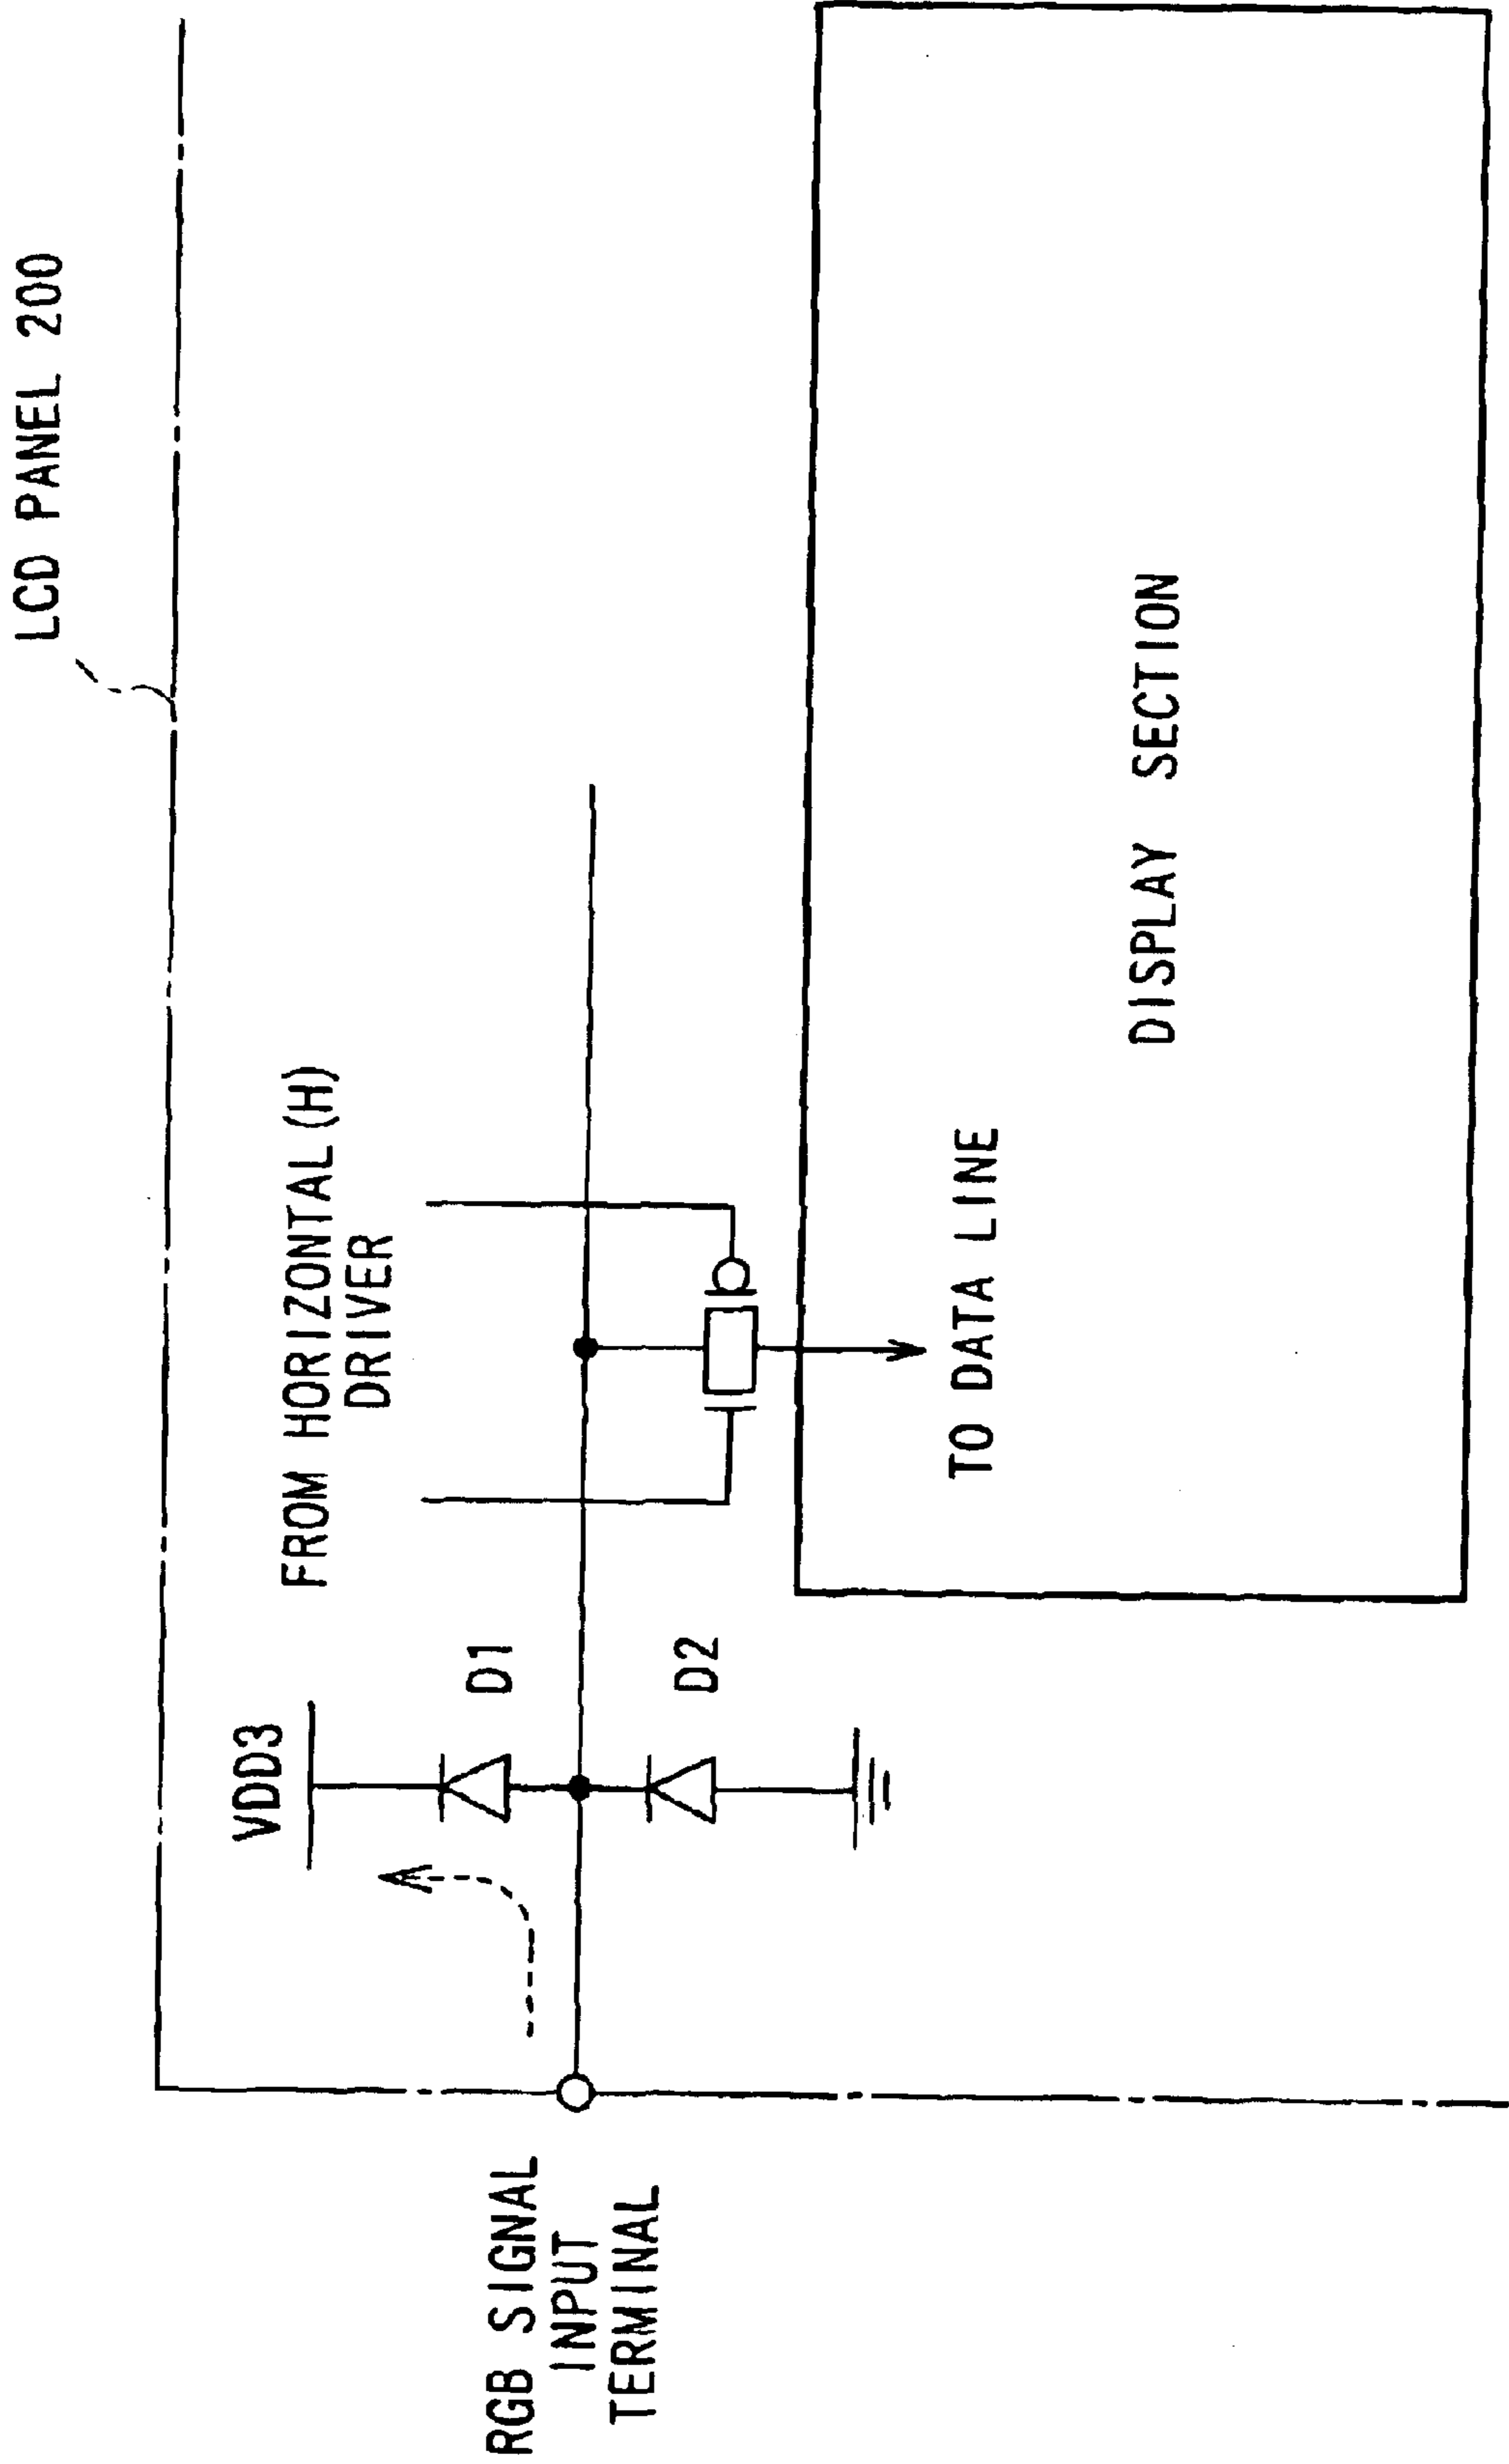 LCD PANEL 200
FROM HORIZONTAL(H)
DRIVER
VDD3
D1
D2
RGB SIGNAL
INPUT
TERMINAL
TO DATA LINE
DISPLAY SECTION